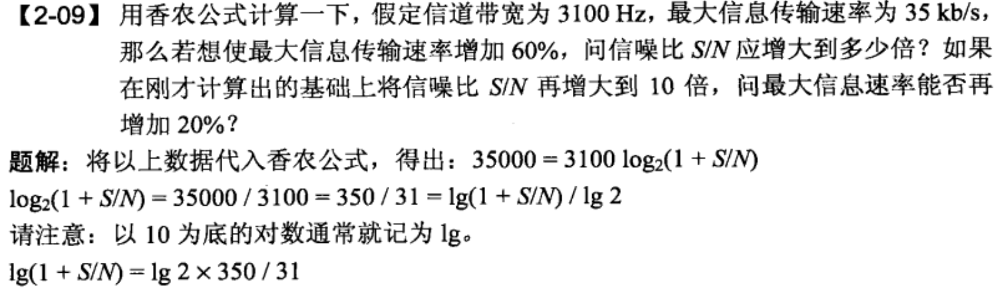 【2-09】 用香农公式计算一下，假定信道带宽为 3100 Hz，最大信息传输速率为 35 kb/s，
那么若想使最大信息传输速率增加 60%，问信噪比 S/N 应增大到多少倍？如果
在刚才计算出的基础上将信噪比 S/N 再增大到 10 倍，问最大信息速率能否再
增加 20%？
题解：将以上数据代入香农公式，得出：35000 = 3100 log₂(1 + S/N)
log₂(1 + S/N) = 35000 / 3100 = 350 / 31 = lg(1 + S/N) / lg 2
请注意：以 10 为底的对数通常就记为 lg。
lg(1 + S/N) = lg 2 × 350 / 31